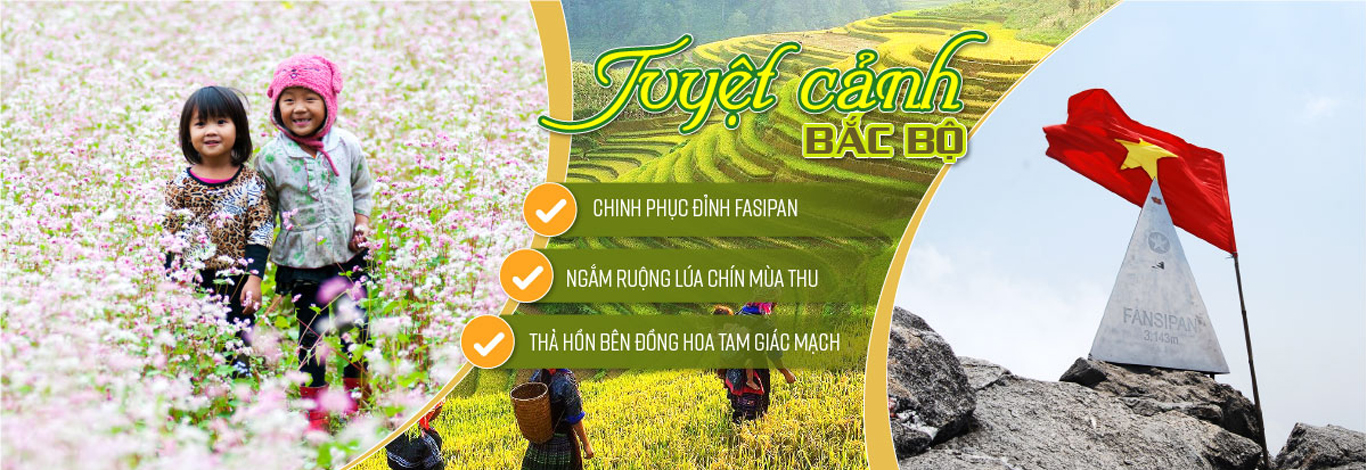 Tuyệt cảnh
BẮC BỘ
CHINH PHỤC ĐỈNH FASIPAN
NGẮM RUỘNG LÚA CHÍN MÙA THU
THẢ HỒN BÊN ĐỒNG HOA TAM GIÁC MẠCH
FANSIPAN
3.143m